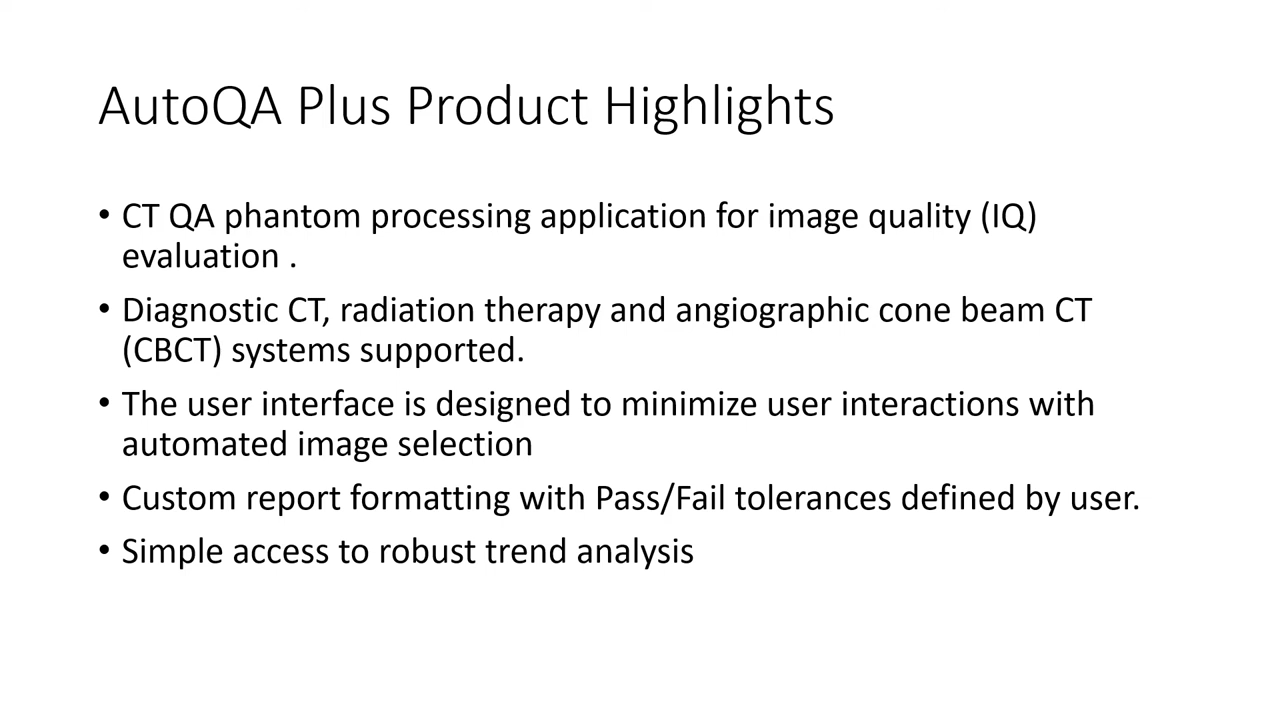 AutoQA Plus Product Highlights
• CT QA phantom processing application for image quality (IQ)
evaluation .
• Diagnostic CT, radiation therapy and angiographic cone beam CT
(CBCT) systems supported.
• The user interface is designed to minimize user interactions with
automated image selection
• Custom report formatting with Pass/Fail tolerances defined by user.
• Simple access to robust trend analysis